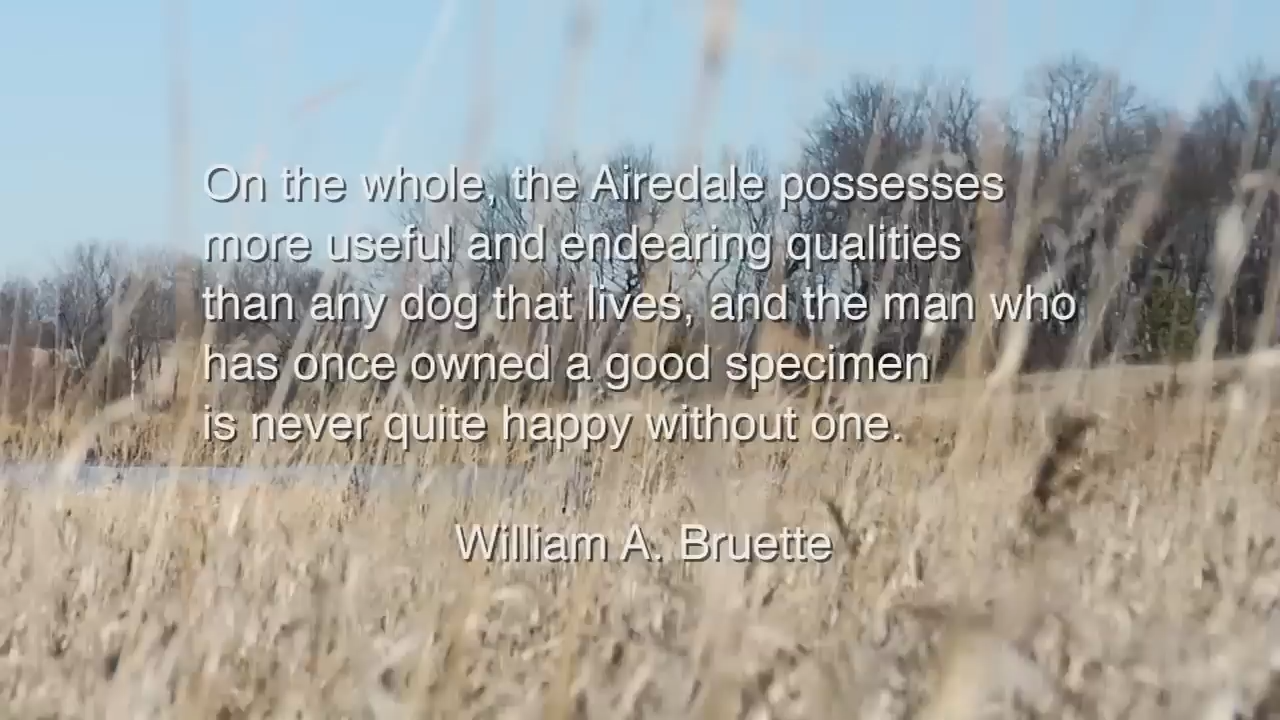 On the whole, the Airedale possesses
more useful and endearing qualities
than any dog that lives, and the man who
has once owned a good specimen
is never quite happy without one.
William A. Bruette